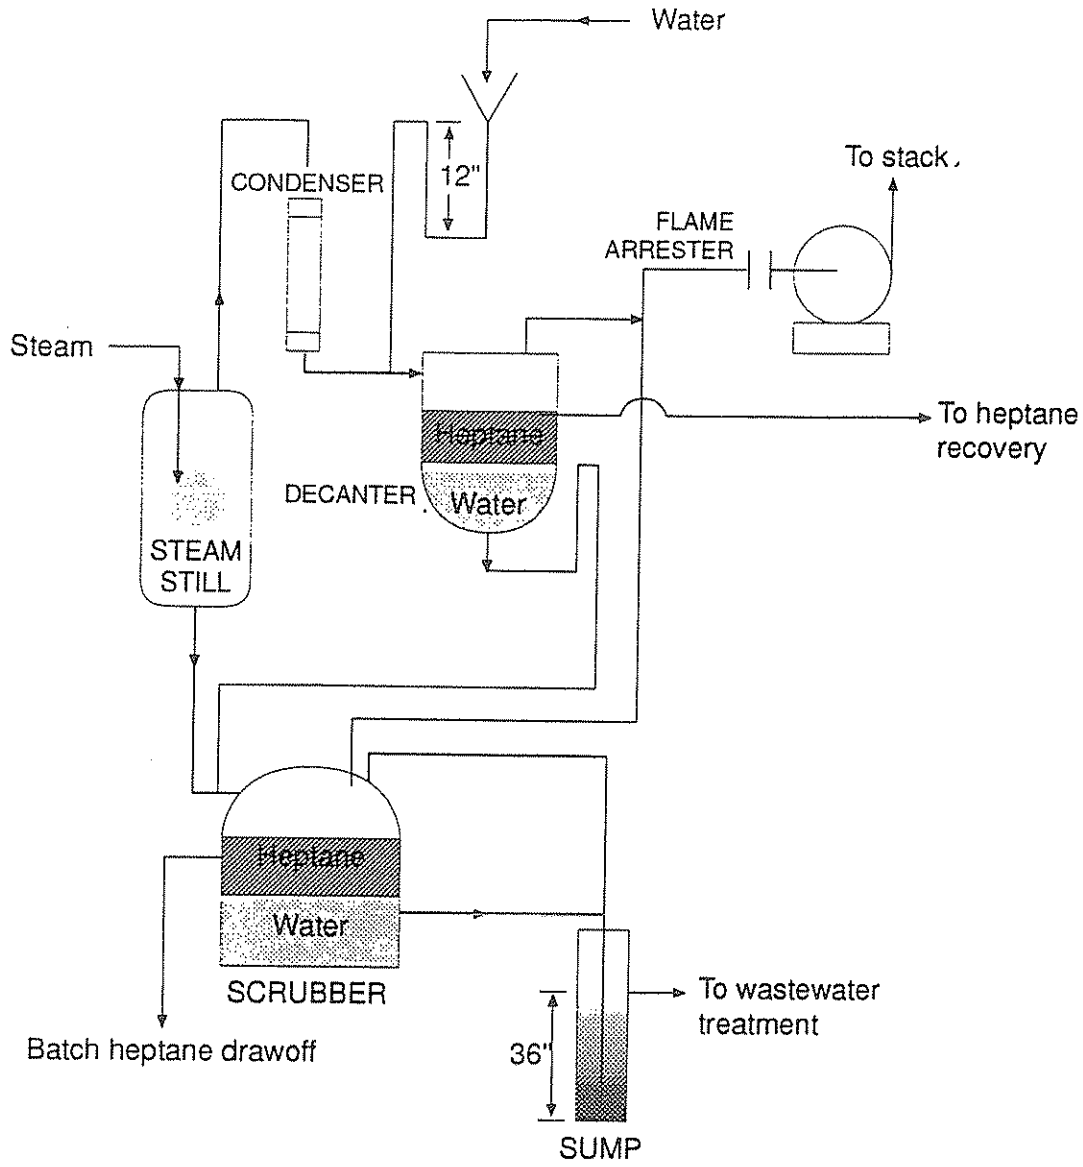 Water
12"
To stack.
CONDENSER
FLAME
ARRESTER
Steam
To heptane
recovery
Heptane
DECANTER
Water
STEAM
STILL
Heptane
Water
SCRUBBER
To wastewater
treatment
Batch heptane drawoff
36"
SUMP